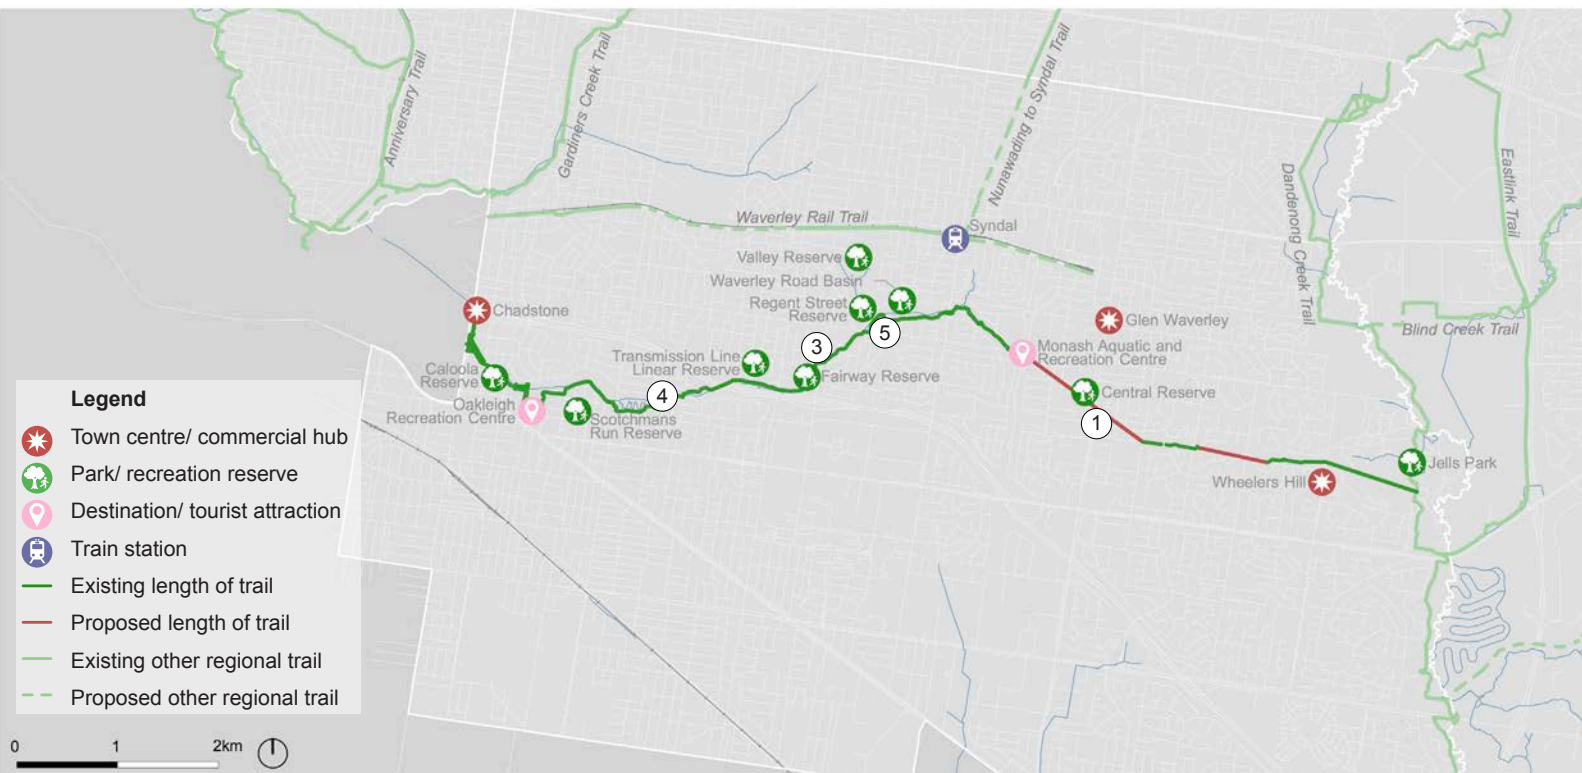 Anniversary Trail
Gardiners Creek Trail
Nunawading to Syndal Trail
Waverley Rail Trail
Syndal
Dandenong Creek Trail
Eastlink Trail
Blind Creek Trail
Valley Reserve
Waverley Road Basin
Regent Street
Reserve
Chadstone
Glen Waverley
5
3
Monash Aquatic and
Recreation Centre
Transmission Line
Linear Reserve
Fairway Reserve
Caloola
Reserve
4
Central Reserve
Oakleigh
Recreation Centre
Scotchmans
Run Reserve
1
Jells Park
Wheelers Hill
Legend
Town centre/ commercial hub
Park/ recreation reserve
Destination/ tourist attraction
Train station
Existing length of trail
Proposed length of trail
Existing other regional trail
Proposed other regional trail
0 1 2km